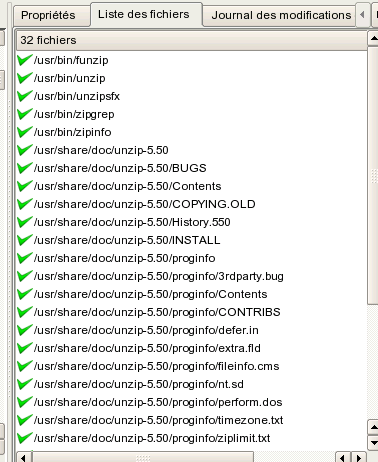 Propriétés Liste des fichiers Journal des modifications
32 fichiers
/usr/bin/funzip
/usr/bin/unzip
/usr/bin/unzipsfx
/usr/bin/zipgrep
/usr/bin/zipinfo
/usr/share/doc/unzip-5.50
/usr/share/doc/unzip-5.50/BUGS
/usr/share/doc/unzip-5.50/Contents
/usr/share/doc/unzip-5.50/COPYING.OLD
/usr/share/doc/unzip-5.50/History.550
/usr/share/doc/unzip-5.50/INSTALL
/usr/share/doc/unzip-5.50/proginfo
/usr/share/doc/unzip-5.50/proginfo/3rdparty.bug
/usr/share/doc/unzip-5.50/proginfo/Contents
/usr/share/doc/unzip-5.50/proginfo/CONTRIBS
/usr/share/doc/unzip-5.50/proginfo/defer.in
/usr/share/doc/unzip-5.50/proginfo/extra.fld
/usr/share/doc/unzip-5.50/proginfo/fileinfo.cms
/usr/share/doc/unzip-5.50/proginfo/nt.sd
/usr/share/doc/unzip-5.50/proginfo/perform.dos
/usr/share/doc/unzip-5.50/proginfo/timezone.txt
/usr/share/doc/unzip-5.50/proginfo/ziplimit.txt